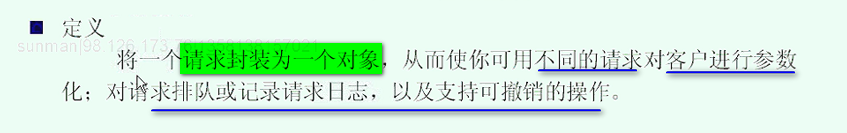 定义
将一个请求封装为一个对象，从而使你可用不同的请求对客户进行参数
化；对请求排队或记录请求日志，以及支持可撤销的操作。